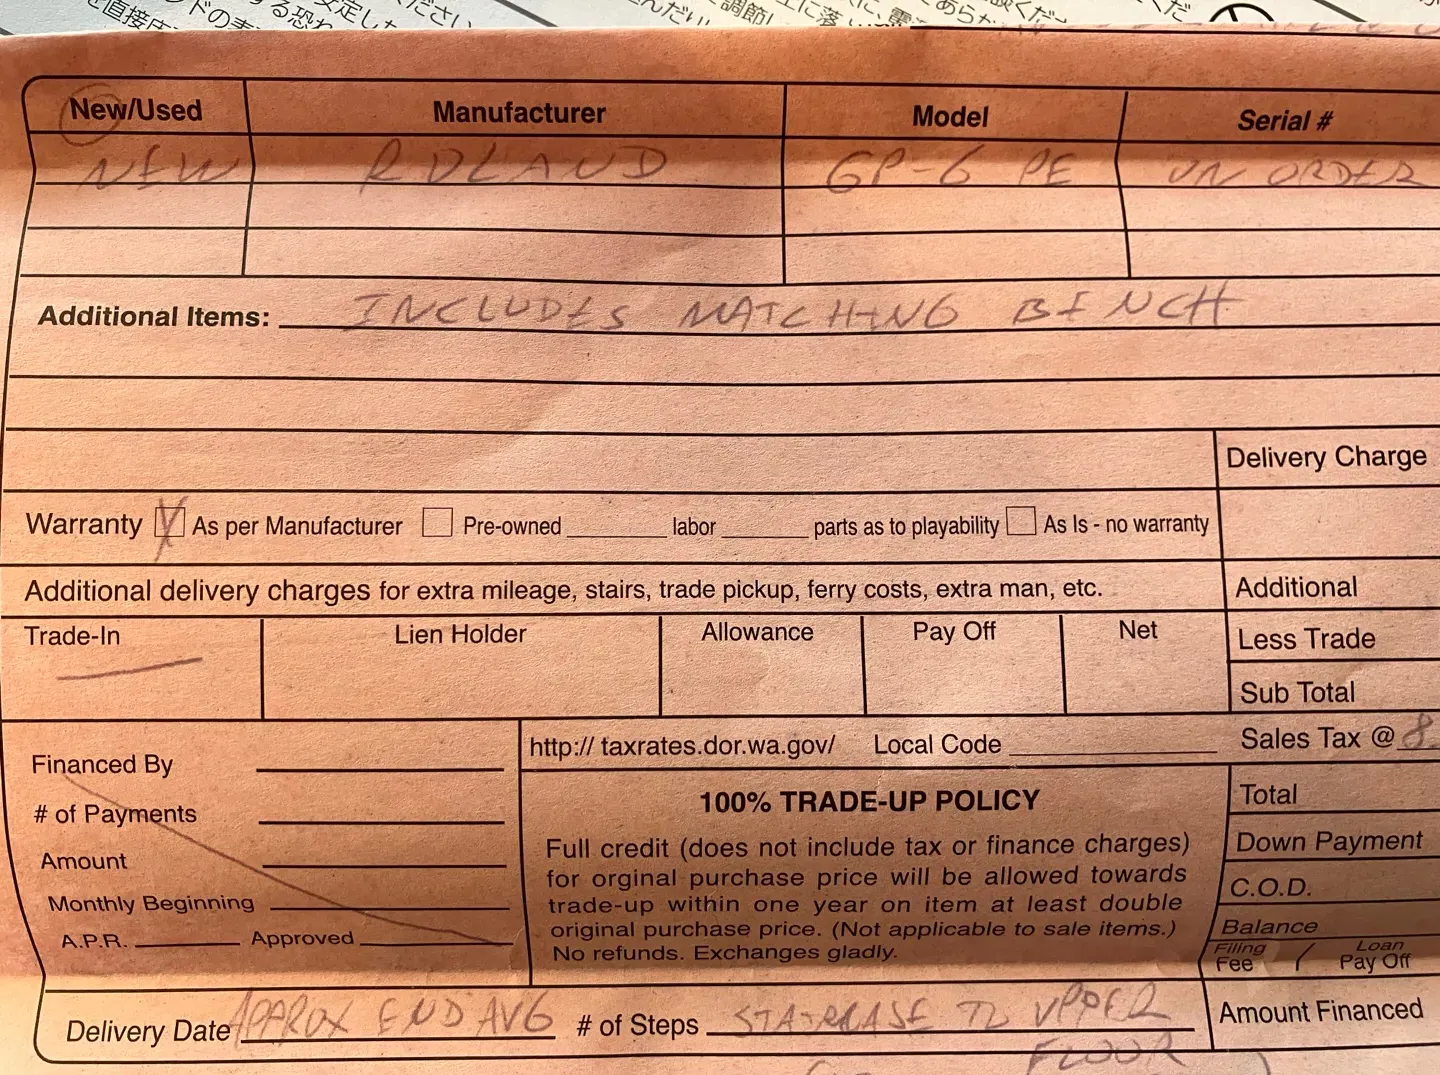 New/Used Manufacturer Model Serial #
NEW ROLAND GP-6 PE ON ORDER
Additional Items: INCLUDES MATCHING BENCH
Delivery Charge
Warranty As per Manufacturer Pre-owned labor parts as to playability As Is - no warranty
Additional delivery charges for extra mileage, stairs, trade pickup, ferry costs, extra man, etc.
Additional
Trade-In Lien Holder Allowance Pay Off Net
Less Trade
Sub Total
http:// taxrates.dor.wa.gov/ Local Code
Sales Tax @ 8
Financed By
# of Payments
Amount
Monthly Beginning
A.P.R. Approved
100% TRADE-UP POLICY
Full credit (does not include tax or finance charges)
for orginal purchase price will be allowed towards
trade-up within one year on item at least double
original purchase price. (Not applicable to sale items.)
No refunds. Exchanges gladly.
Total
Down Payment
C.O.D.
Balance
Filing Fee / Loan Pay Off
Delivery Date APPROX END AVG # of Steps STAIRCASE TO UPPER
FLOOR
Amount Financed